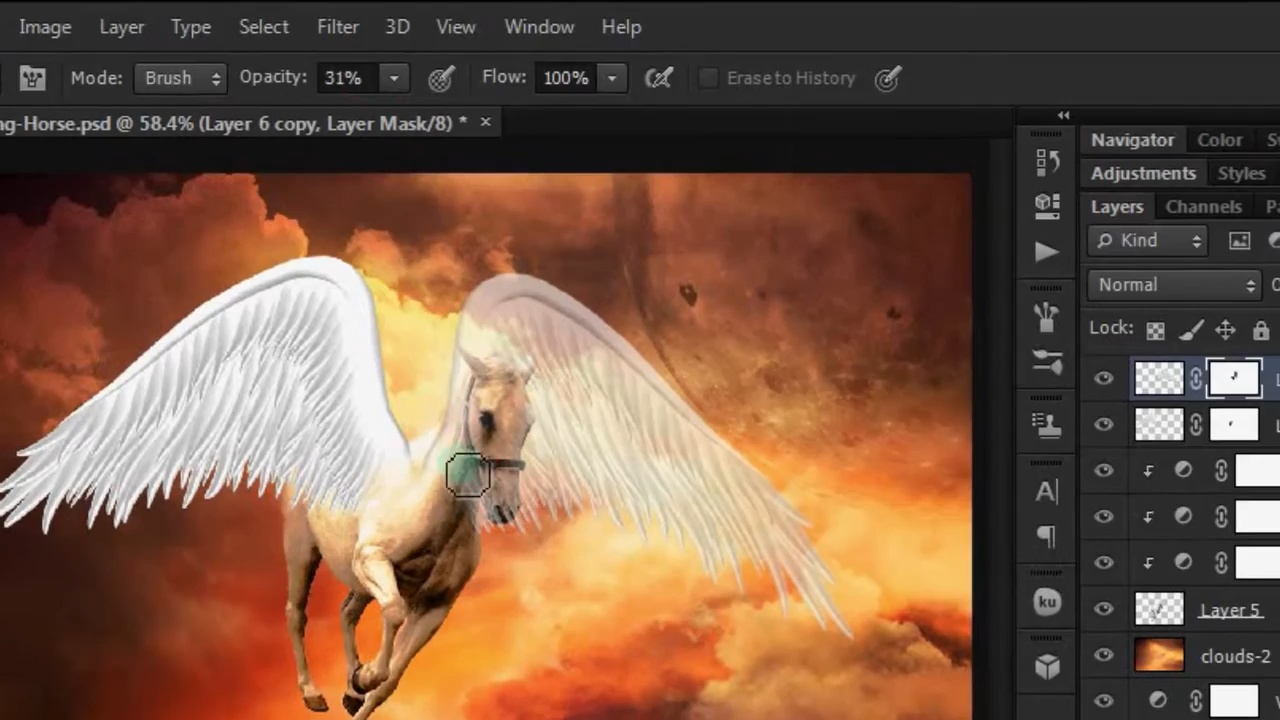 Image Layer Type Select Filter 3D View Window Help
Mode: Brush Opacity: 31% Flow: 100% Erase to History
ng-Horse.psd @ 58.4% (Layer 6 copy, Layer Mask/8) * ×
Navigator Color
Adjustments Styles
Layers Channels
Kind
Normal
Lock:
A
ku
Layer 5
clouds-2